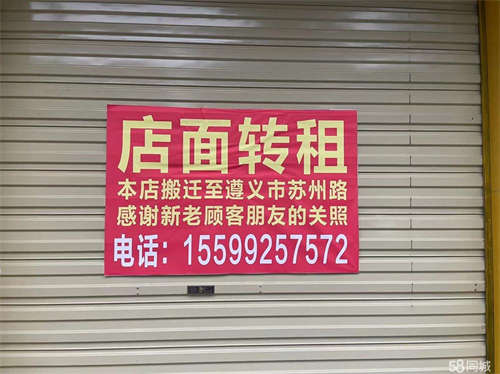 店面转租
本店搬迁至遵义市苏州路
感谢新老顾客朋友的关照
电话：15599257572
58同城